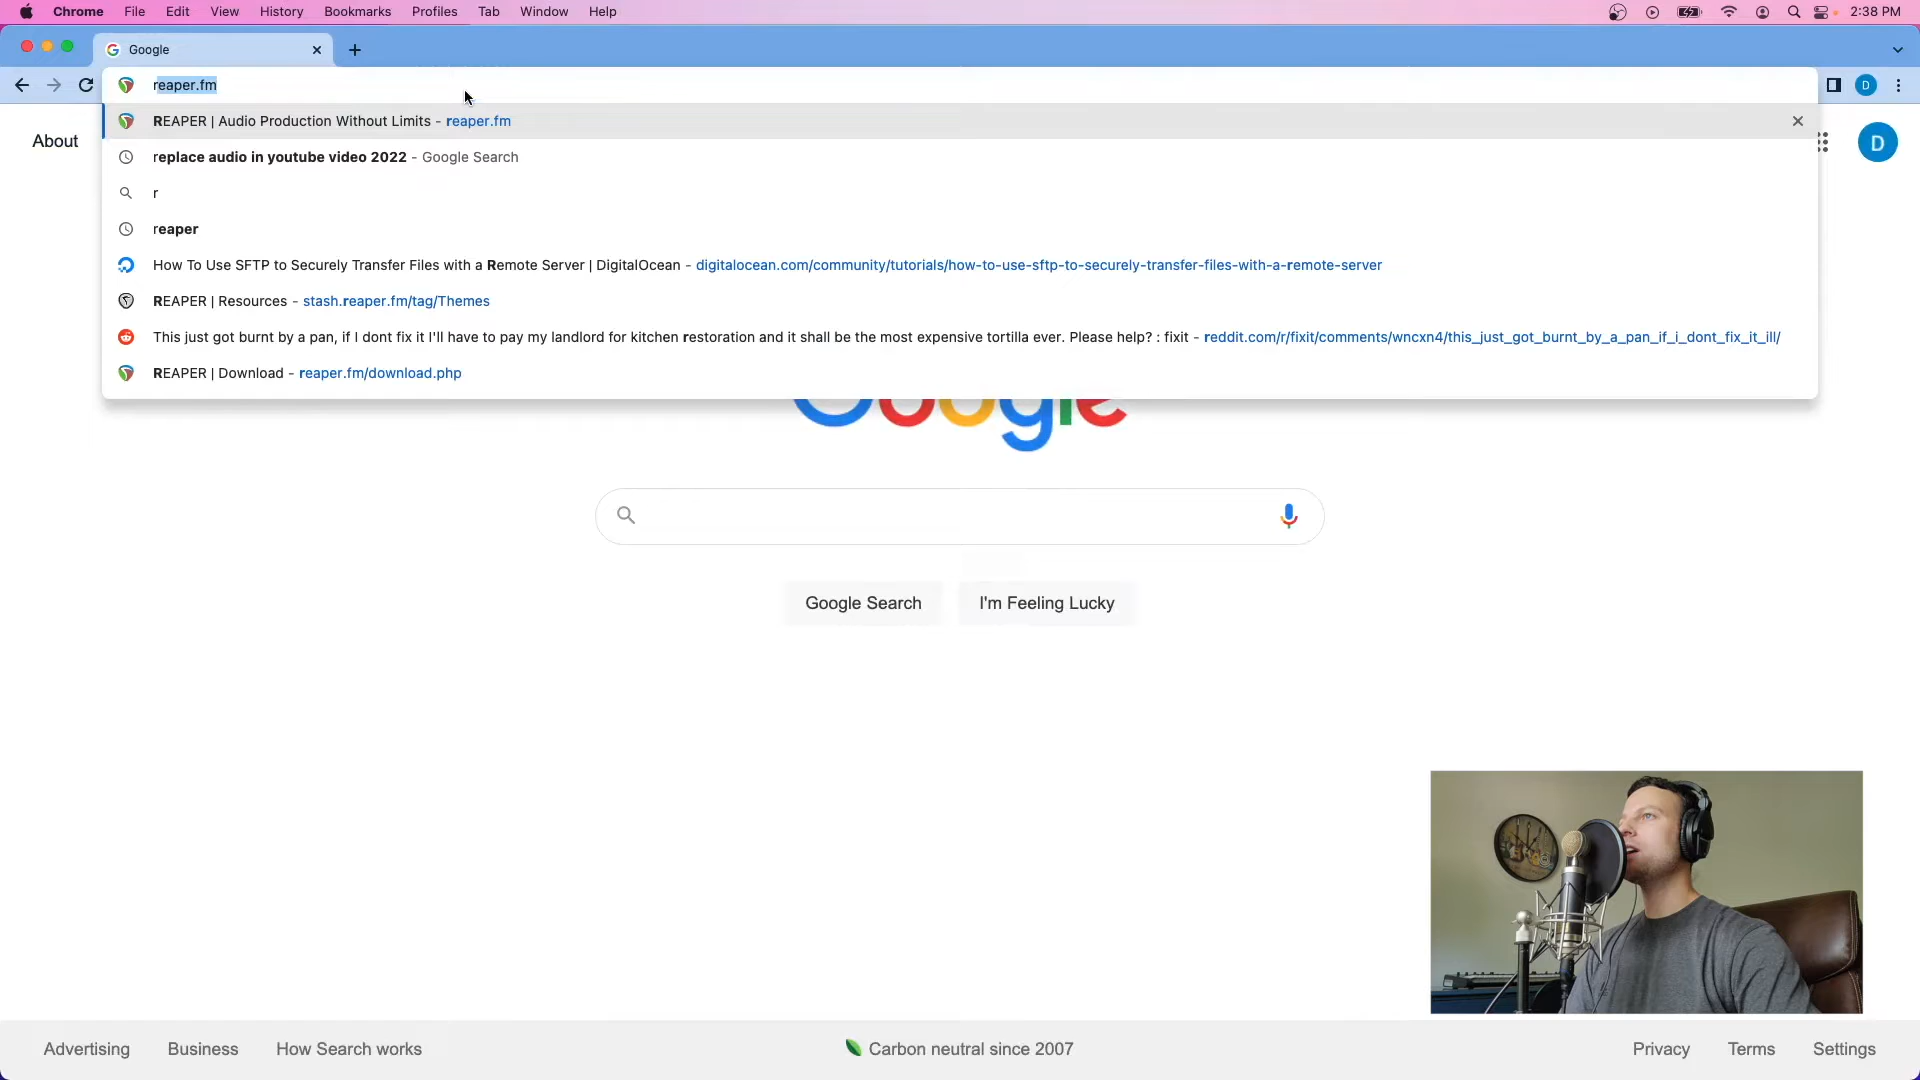 Chrome File Edit View History Bookmarks Profiles Tab Window Help 2:38 PM
Google
reaper.fm
D
REAPER | Audio Production Without Limits - reaper.fm
About
D
replace audio in youtube video 2022 - Google Search
r
reaper
How To Use SFTP to Securely Transfer Files with a Remote Server | DigitalOcean - digitalocean.com/community/tutorials/how-to-use-sftp-to-securely-transfer-files-with-a-remote-server
REAPER | Resources - stash.reaper.fm/tag/Themes
This just got burnt by a pan, if I dont fix it I'll have to pay my landlord for kitchen restoration and it shall be the most expensive tortilla ever. Please help? : fixit - reddit.com/r/fixit/comments/wncxn4/this_just_got_burnt_by_a_pan_if_i_dont_fix_it_ill/
REAPER | Download - reaper.fm/download.php
Google
Google Search I'm Feeling Lucky
Advertising Business How Search works Carbon neutral since 2007 Privacy Terms Settings